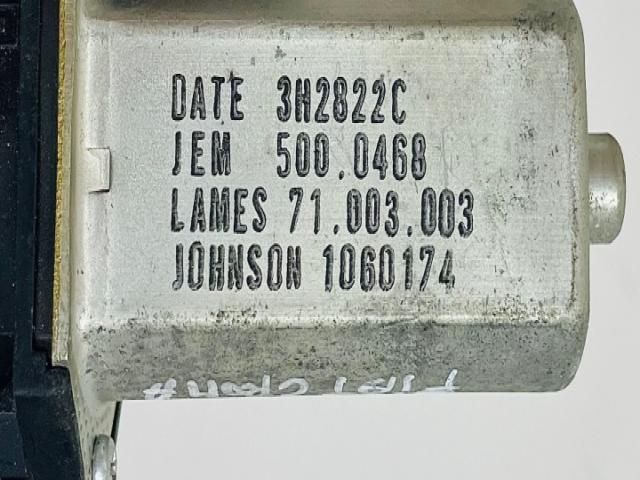 DATE 3H2822C
JEM 500.0468
LAMES 71.003.003
JOHNSON 1060174